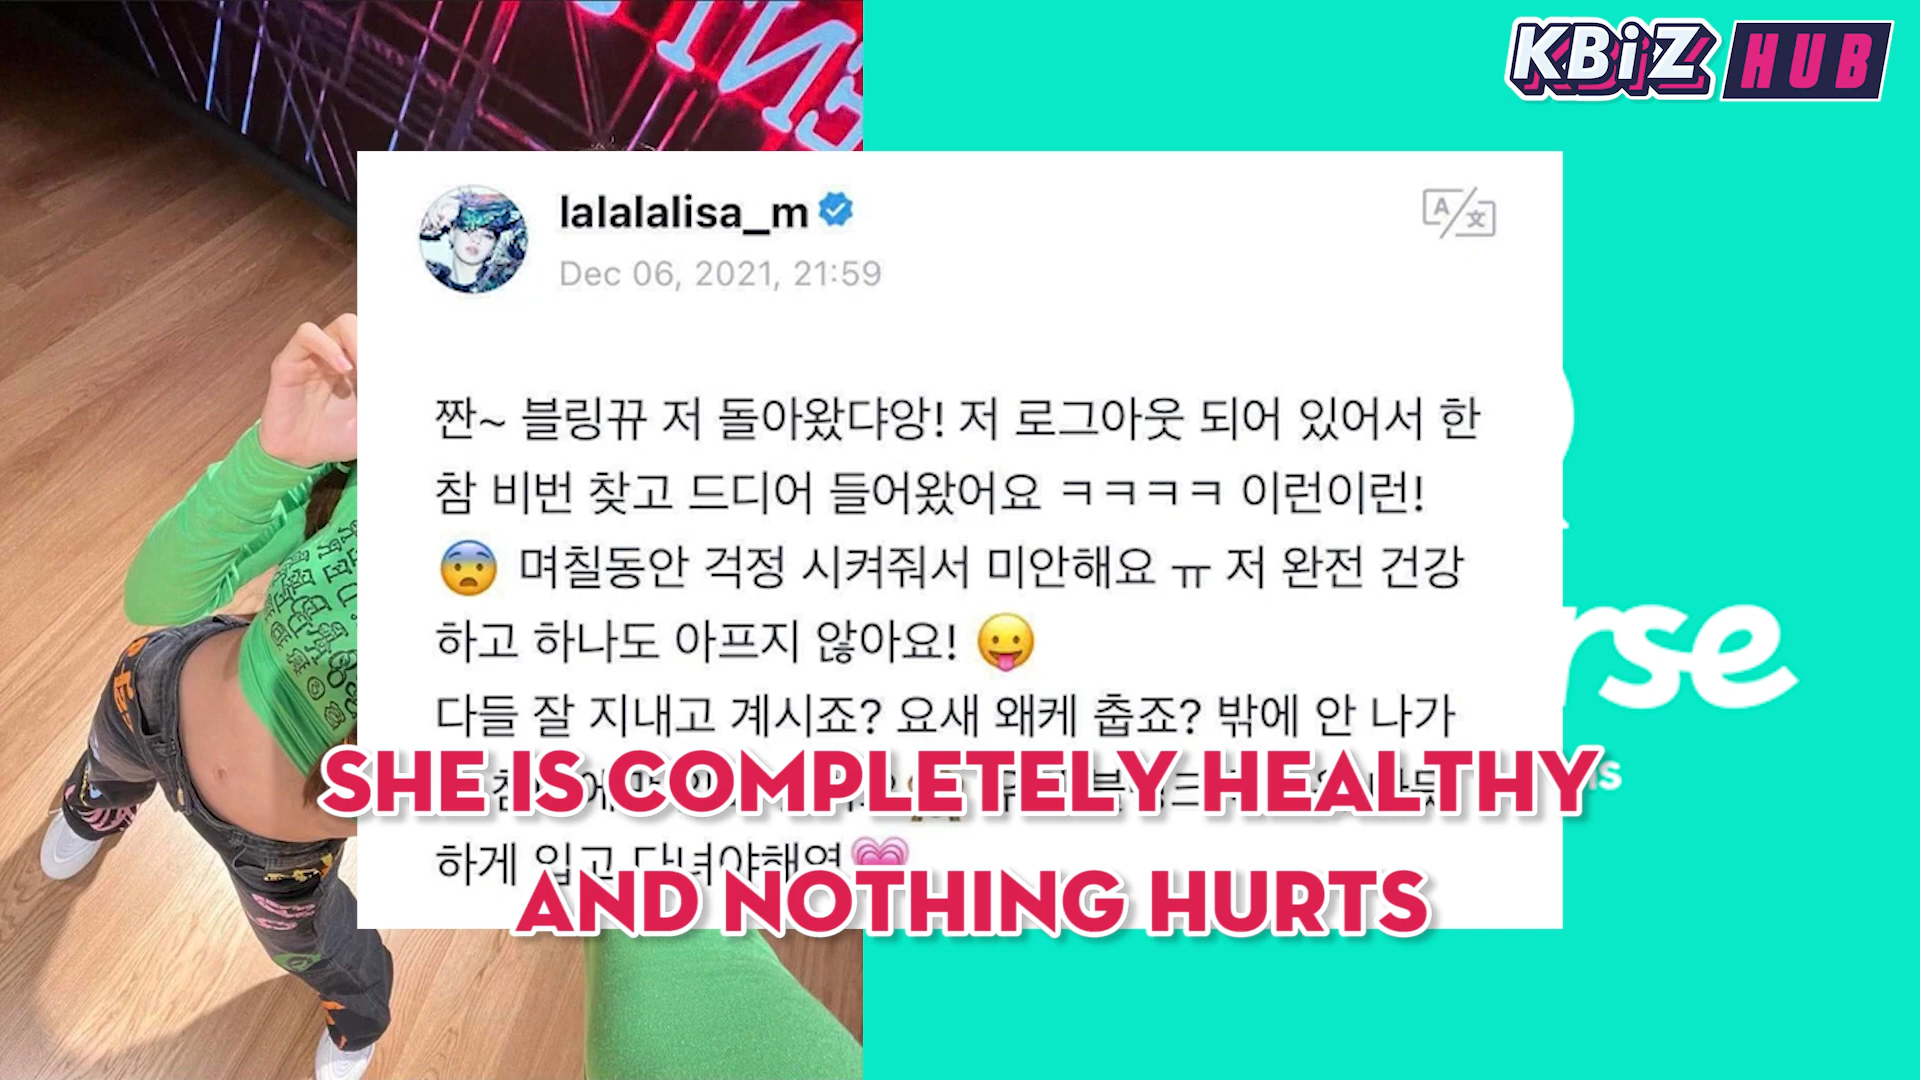 KBiZ HUB
lalalalisa_m
Dec 06, 2021, 21:59
짠~ 블링뀨 저 돌아왔댜앙! 저 로그아웃 되어 있어서 한
참 비번 찾고 드디어 들어왔어요 ㅋㅋㅋㅋ 이런이런!
😨 며칠동안 걱정 시켜줘서 미안해요 ㅠ 저 완전 건강
하고 하나도 아프지 않아요! 😛
다들 잘 지내고 계시죠? 요새 왜케 춥죠? 밖에 안 나가
SHE IS COMPLETELY HEALTHY
하게 입고 다녀야해염💗
AND NOTHING HURTS
rse